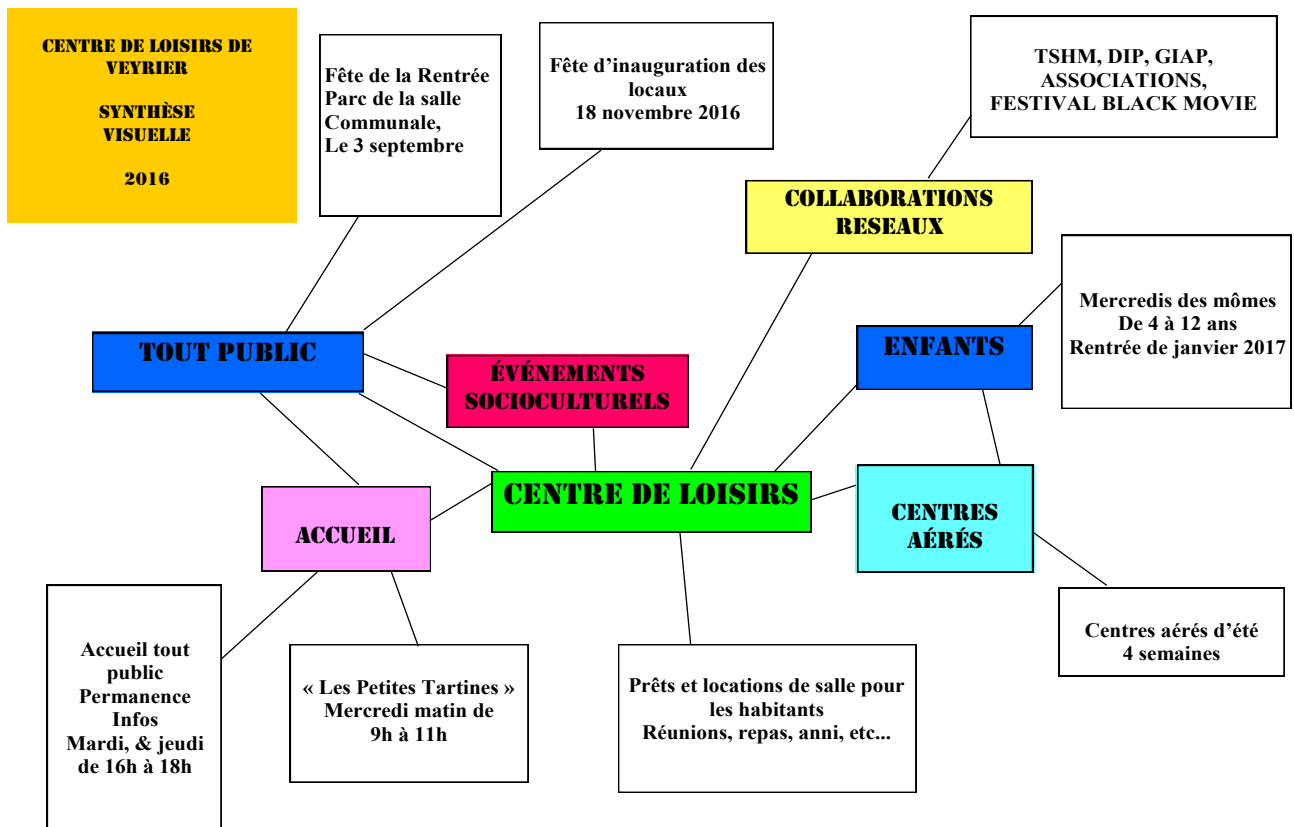 CENTRE DE LOISIRS DE
VEYRIER
SYNTHÈSE
VISUELLE
2016
Fête de la Rentrée
Parc de la salle
Communale,
Le 3 septembre
Fête d’inauguration des
locaux
18 novembre 2016
TSHM, DIP, GIAP,
ASSOCIATIONS,
FESTIVAL BLACK MOVIE
COLLABORATIONS
RESEAUX
Mercredis des mômes
De 4 à 12 ans
Rentrée de janvier 2017
TOUT PUBLIC
ÉVÉNEMENTS
SOCIOCULTURELS
ENFANTS
CENTRE DE LOISIRS
ACCUEIL
CENTRES
AÉRÉS
Accueil tout
public
Permanence
Infos
Mardi, & jeudi
de 16h à 18h
« Les Petites Tartines »
Mercredi matin de
9h à 11h
Prêts et locations de salle pour
les habitants
Réunions, repas, anni, etc...
Centres aérés d’été
4 semaines